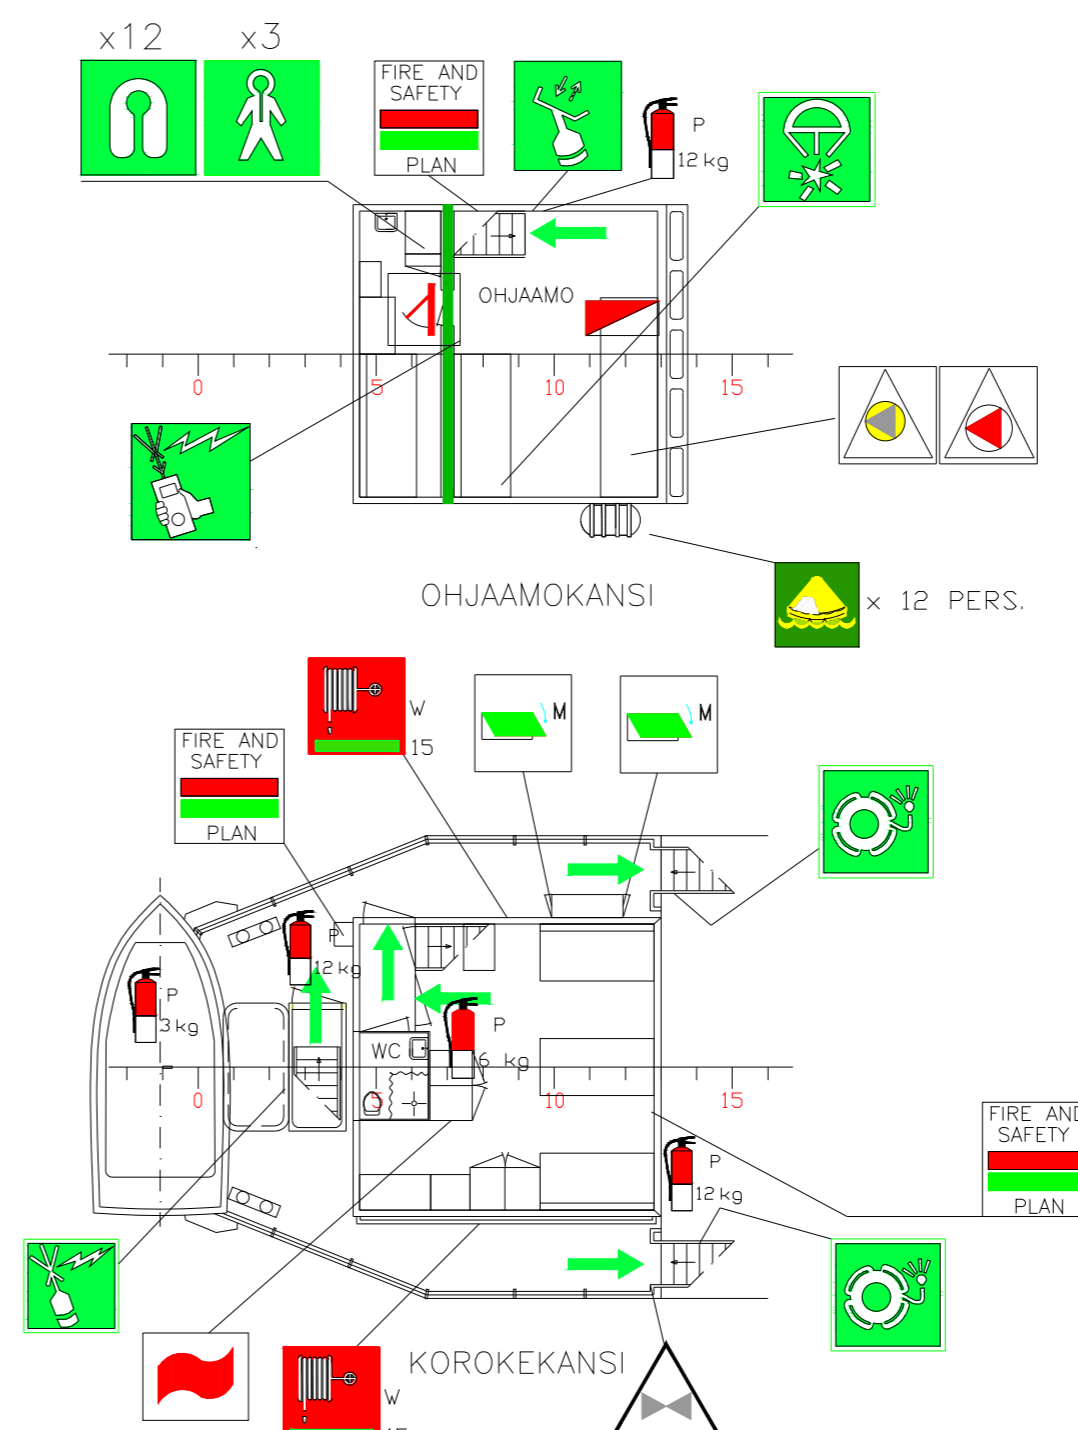 x12 x3
FIRE AND
SAFETY
PLAN
P
12 kg
OHJAAMO
0 5 10 15
OHJAAMOKANSI
x 12 PERS.
W
15
M
M
FIRE AND
SAFETY
PLAN
P
12 kg
P
3 kg
P
6 kg
WC
0 5 10 15
P
12 kg
FIRE AND
SAFETY
PLAN
KOROKEKANSI
W